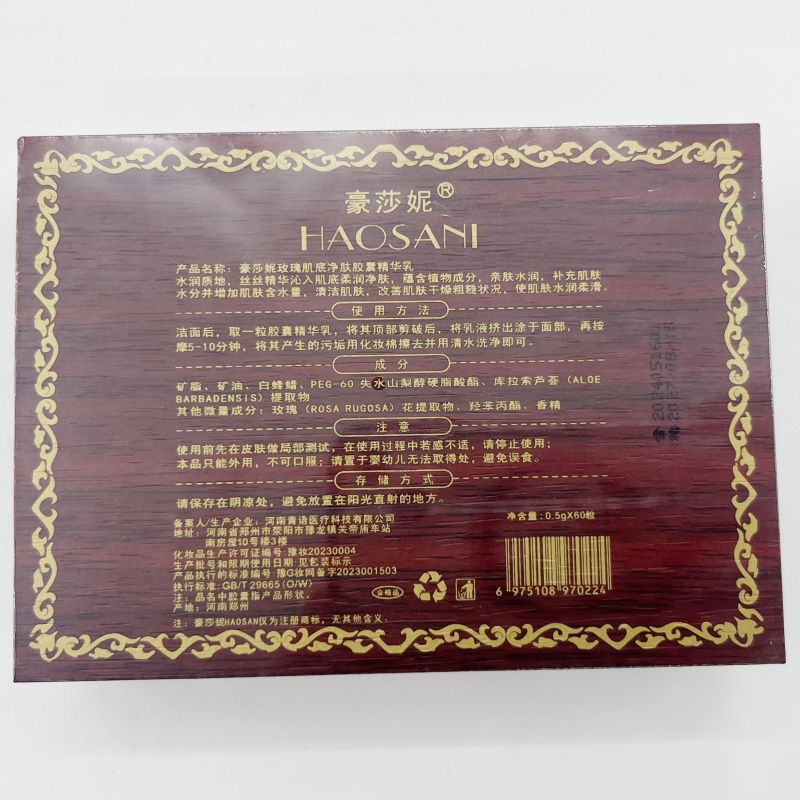 豪莎妮®
HAOSANI
产品名称：豪莎妮玫瑰肌底净肤胶囊精华乳
水润质地，丝丝精华沁入肌底柔润净肤，蕴含植物成分，亲肤水润，补充肌肤
水分并增加肌肤含水量，清洁肌肤，改善肌肤干燥粗糙状况，使肌肤水润柔滑。
使用方法
洁面后，取一粒胶囊精华乳，将其顶部剪破后，将乳液挤出涂于面部，再按
摩5-10分钟，将其产生的污垢用化妆棉擦去并用清水洗净即可。
成分
矿脂、矿油、白蜂蜡、PEG-60 失水山梨醇硬脂酸酯、库拉索芦荟（ALOE
BARBADENSIS）提取物
其他微量成分：玫瑰（ROSA RUGOSA）花提取物、羟苯丙酯、香精
注意
使用前先在皮肤做局部测试，在使用过程中若感不适，请停止使用；
本品只能外用，不可口服；请置于婴幼儿无法取得处，避免误食。
存储方式
请保存在阴凉处，避免放置在阳光直射的地方。
备案人/生产企业：河南青语医疗科技有限公司
地址：河南省郑州市荥阳市豫龙镇关帝庙车站
南房屋10号楼3楼
化妆品生产许可证编号：豫妆20230004
生产批号和限期使用日期：见包装标示
产品执行的标准编号：豫G妆网备字2023001503
执行标准：GB/T 29665（O/W）
注：品名中胶囊指产品形状。
产地：河南郑州
注：豪莎妮HAOSAN仅为注册商标，无其他含义。
净含量：0.5gX60粒
合格品
6 975108 970224